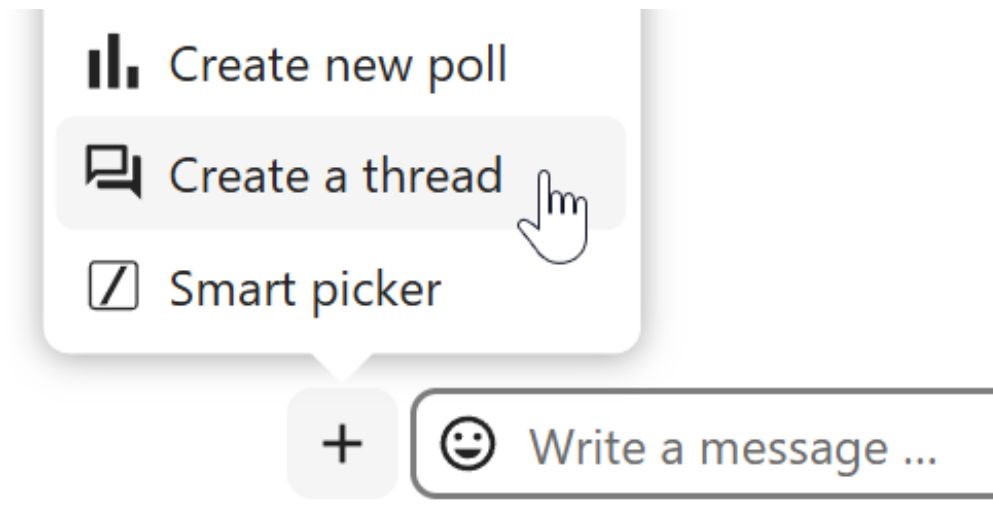 Create new poll
Create a thread
Smart picker
Write a message ...